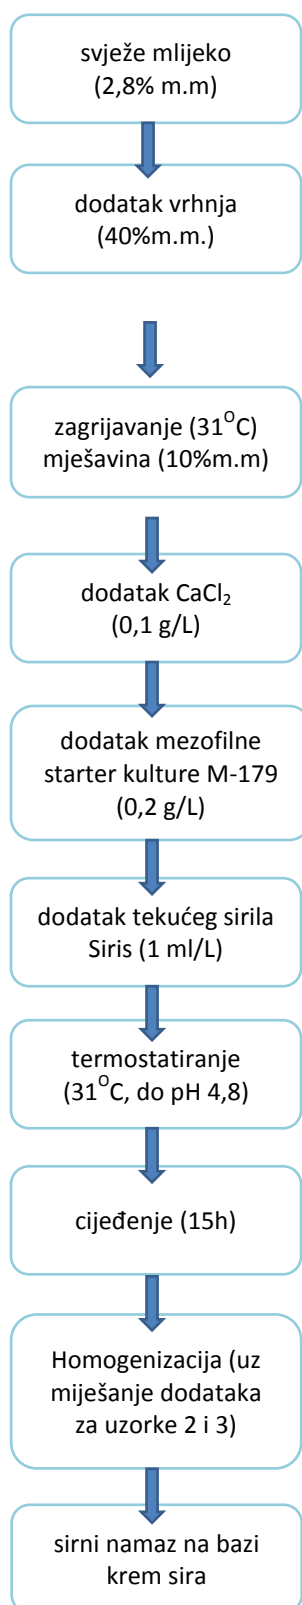 svježe mlijeko
(2,8% m.m)
dodatak vrhnja
(40%m.m.)
zagrijavanje (31°C)
mješavina (10%m.m)
dodatak CaCl₂
(0,1 g/L)
dodatak mezofilne
starter kulture M-179
(0,2 g/L)
dodatak tekućeg sirila
Siris (1 ml/L)
termostatiranje
(31°C, do pH 4,8)
cijeđenje (15h)
Homogenizacija (uz
miješanje dodataka
za uzorke 2 i 3)
sirni namaz na bazi
krem sira